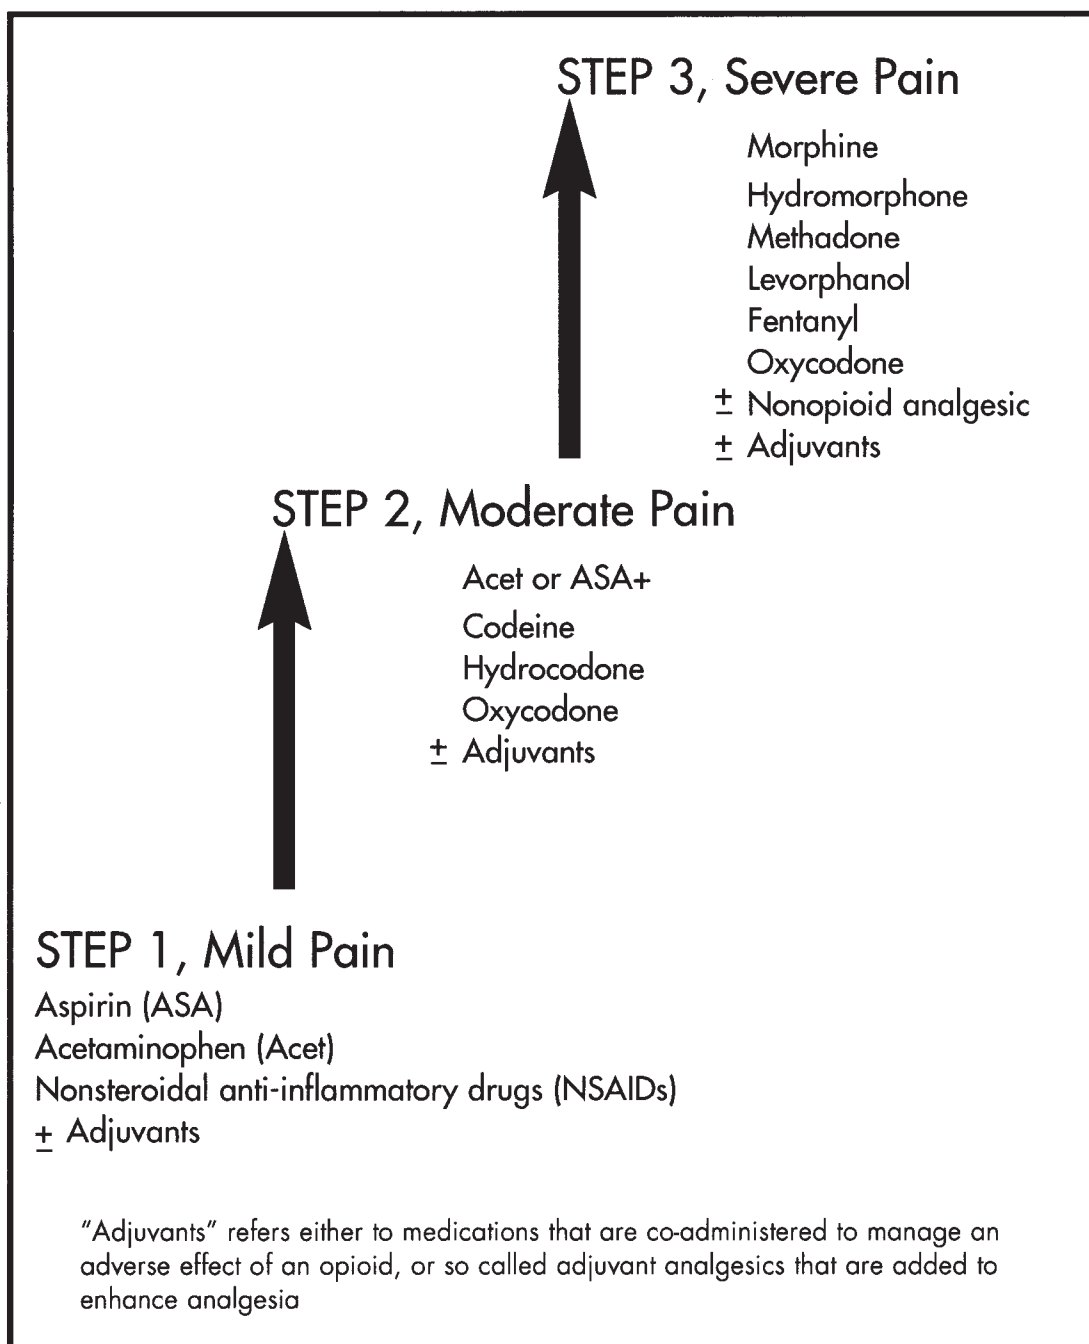 STEP 3, Severe Pain
Morphine
Hydromorphone
Methadone
Levorphanol
Fentanyl
Oxycodone
± Nonopioid analgesic
± Adjuvants
STEP 2, Moderate Pain
Acet or ASA+
Codeine
Hydrocodone
Oxycodone
± Adjuvants
STEP 1, Mild Pain
Aspirin (ASA)
Acetaminophen (Acet)
Nonsteroidal anti-inflammatory drugs (NSAIDs)
± Adjuvants
"Adjuvants" refers either to medications that are co-administered to manage an
adverse effect of an opioid, or so called adjuvant analgesics that are added to
enhance analgesia